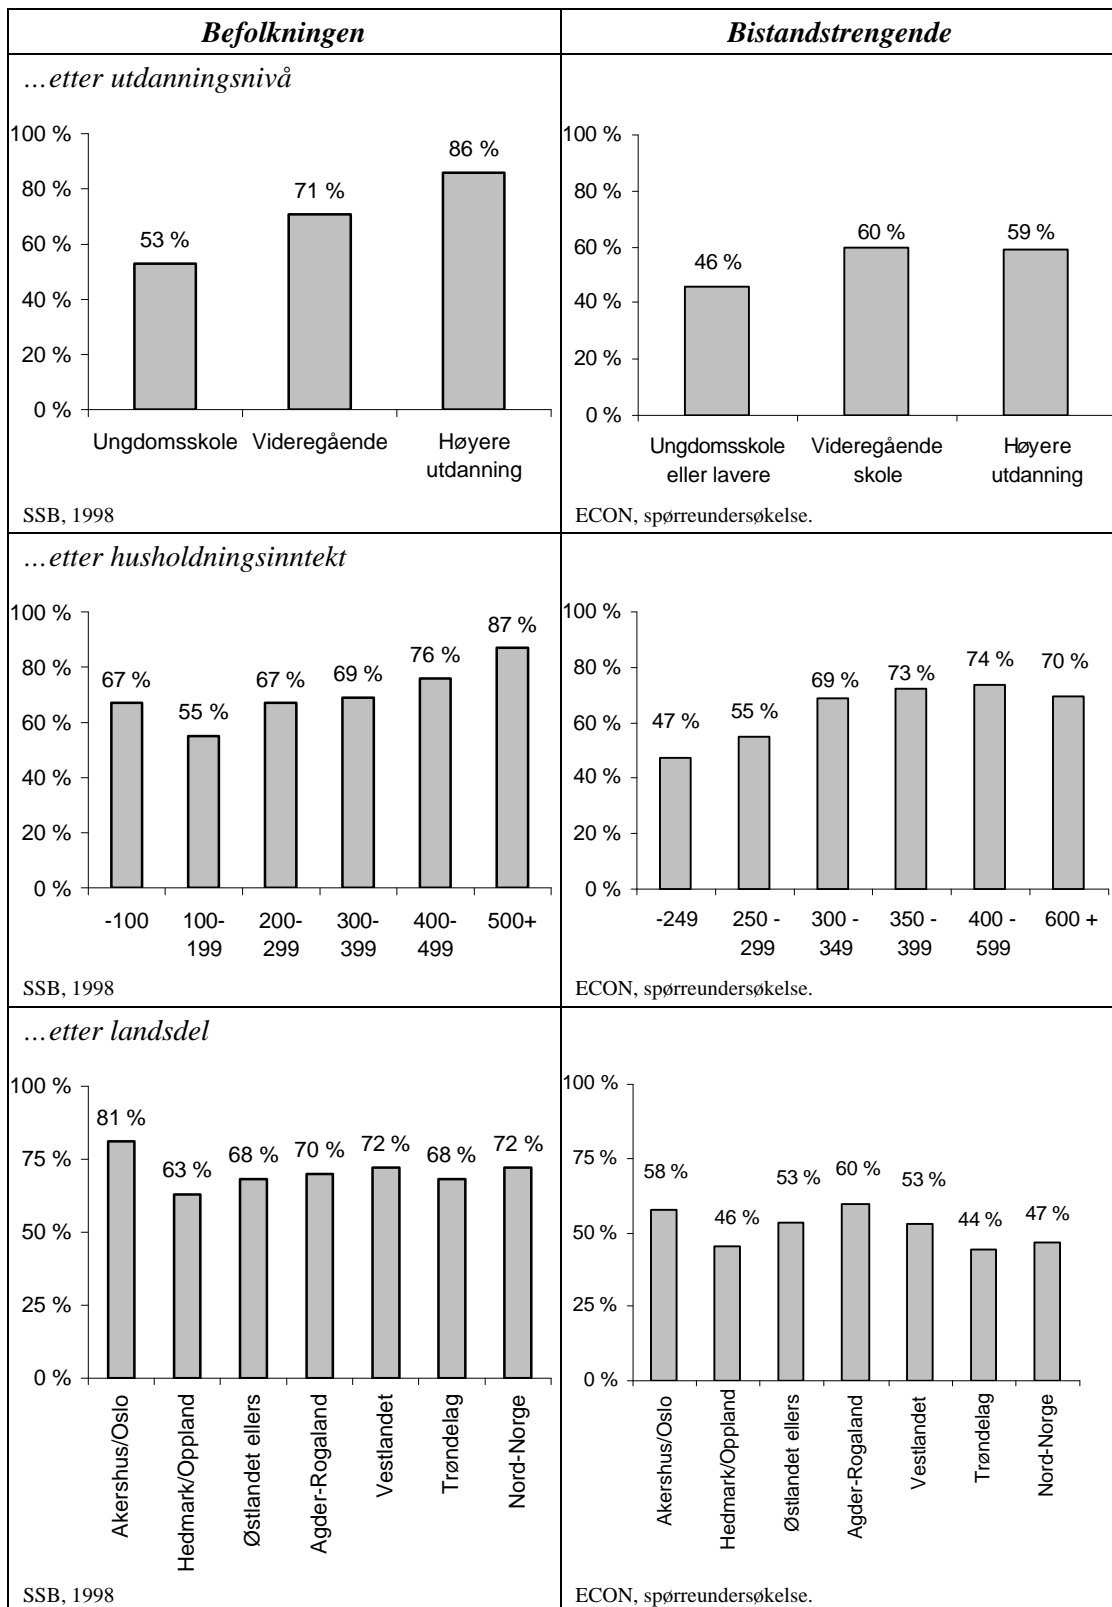 Befolkningen
Bistandstrengende
…etter utdanningsnivå
100 %
80 %
60 %
40 %
20 %
0 %
53 %
71 %
86 %
Ungdomsskole
Videregående
Høyere
utdanning
SSB, 1998
100 %
80 %
60 %
40 %
20 %
0 %
46 %
60 %
59 %
Ungdomsskole
eller lavere
Videregående
skole
Høyere
utdanning
ECON, spørreundersøkelse.
…etter husholdningsinntekt
100 %
80 %
60 %
40 %
20 %
0 %
67 %
55 %
67 %
69 %
76 %
87 %
-100
100-
199
200-
299
300-
399
400-
499
500+
SSB, 1998
100 %
80 %
60 %
40 %
20 %
0 %
47 %
55 %
69 %
73 %
74 %
70 %
-249
250 -
299
300 -
349
350 -
399
400 -
599
600 +
ECON, spørreundersøkelse.
…etter landsdel
100 %
75 %
50 %
25 %
0 %
81 %
63 %
68 %
70 %
72 %
68 %
72 %
Akershus/Oslo
Hedmark/Oppland
Østlandet ellers
Agder-Rogaland
Vestlandet
Trøndelag
Nord-Norge
SSB, 1998
100 %
75 %
50 %
25 %
0 %
58 %
46 %
53 %
60 %
53 %
44 %
47 %
Akershus/Oslo
Hedmark/Oppland
Østlandet ellers
Agder-Rogaland
Vestlandet
Trøndelag
Nord-Norge
ECON, spørreundersøkelse.